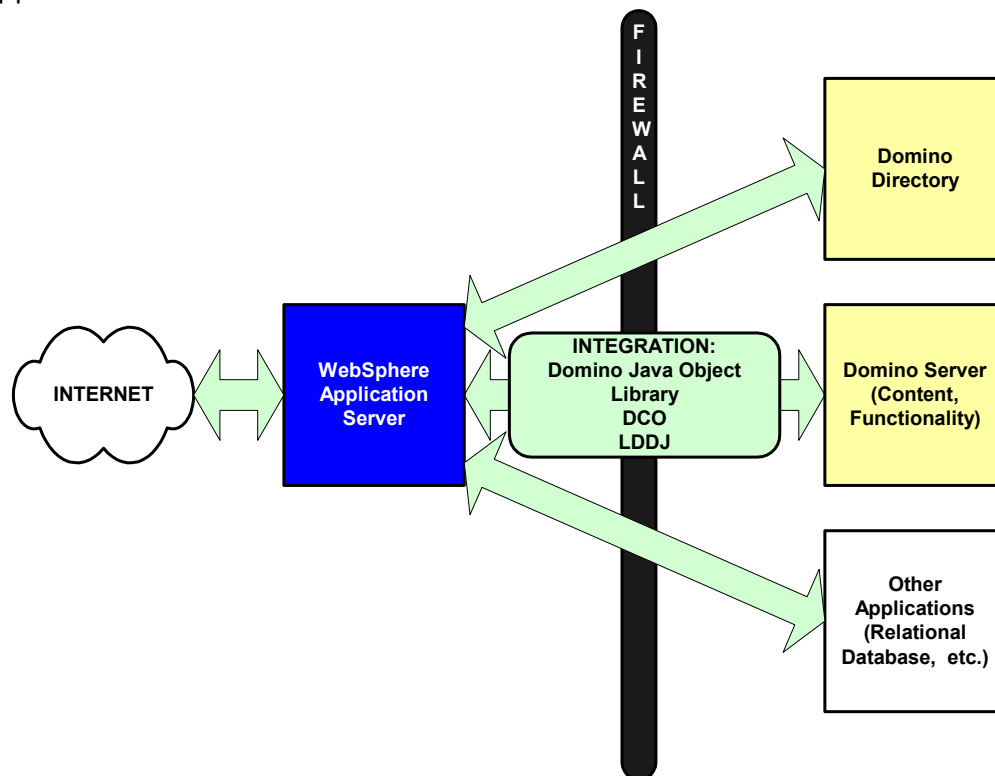 FIREWALL
Domino
Directory
INTERNET
WebSphere
Application
Server
INTEGRATION:
Domino Java Object
Library
DCO
LDDJ
Domino Server
(Content,
Functionality)
Other
Applications
(Relational
Database, etc.)